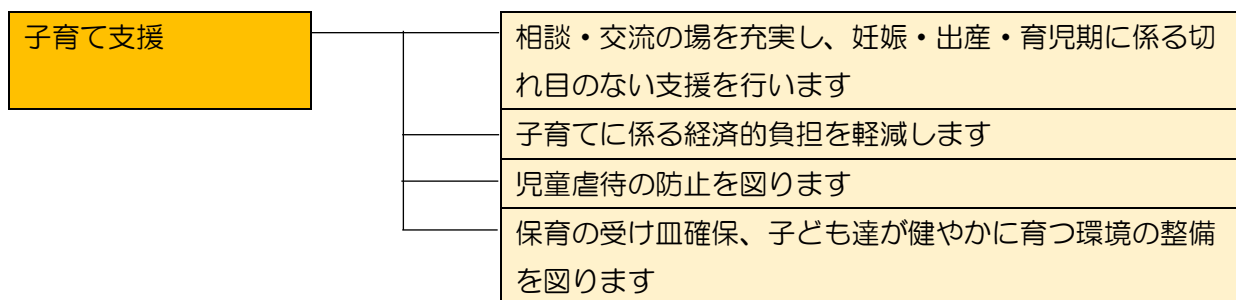 子育て支援
相談・交流の場を充実し、妊娠・出産・育児期に係る切
れ目のない支援を行います
子育てに係る経済的負担を軽減します
児童虐待の防止を図ります
保育の受け皿確保、子ども達が健やかに育つ環境の整備
を図ります